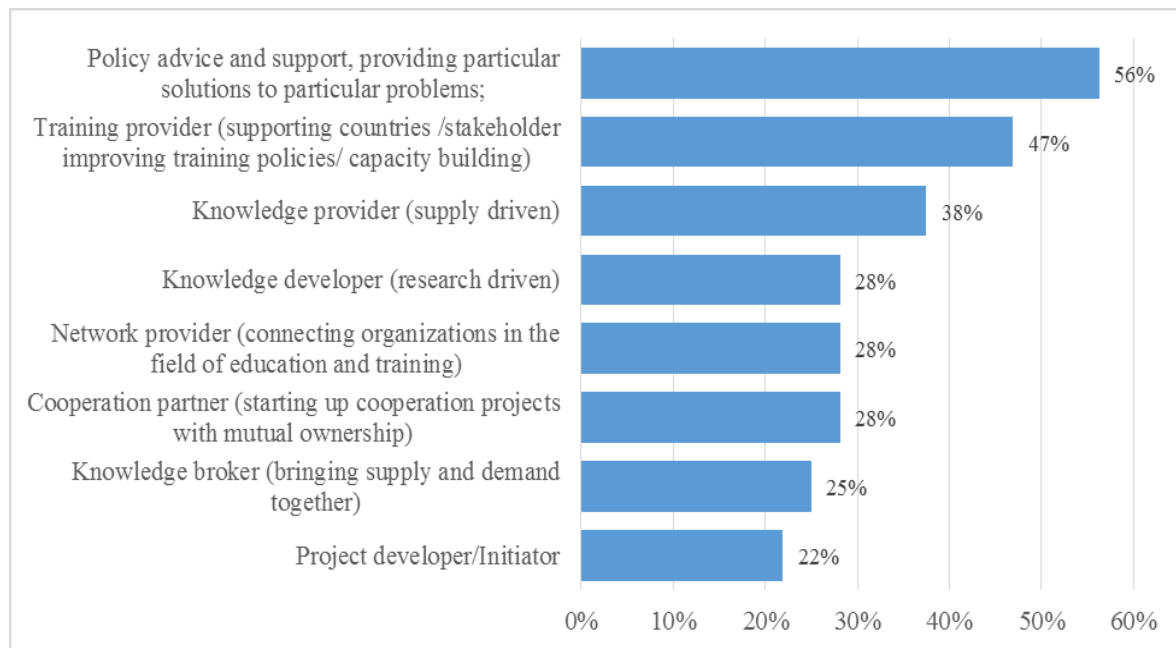 Policy advice and support, providing particular
solutions to particular problems;
56%
Training provider (supporting countries /stakeholder
improving training policies/ capacity building)
47%
Knowledge provider (supply driven)
38%
Knowledge developer (research driven)
28%
Network provider (connecting organizations in the
field of education and training)
28%
Cooperation partner (starting up cooperation projects
with mutual ownership)
28%
Knowledge broker (bringing supply and demand
together)
25%
Project developer/Initiator
22%
0% 10% 20% 30% 40% 50% 60%